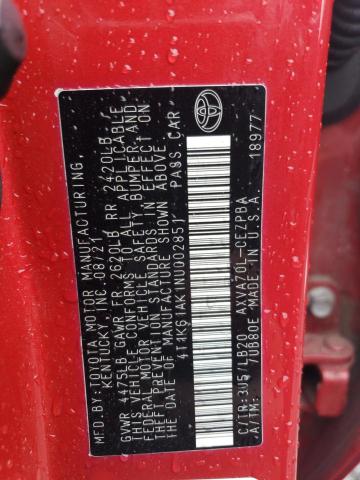 MFD.BY: TOYOTA MOTOR MANUFACTURING,
KENTUCKY, INC. 08/21
GVWR 4475LB GAWR FR 2620LB RR 2420LB
THIS VEHICLE CONFORMS TO ALL APPLICABLE
FEDERAL MOTOR VEHICLE SAFETY BUMPER, AND
THEFT PREVENTION STANDARDS IN EFFECT ON
THE DATE OF MANUFACTURE SHOWN ABOVE.
4T1K61AK1NU002851 PASS.CAR
C/TR:3U5/LB20 AXVA70L-CEZPBA
A/TM: /UB80E MADE IN U.S.A.
18977